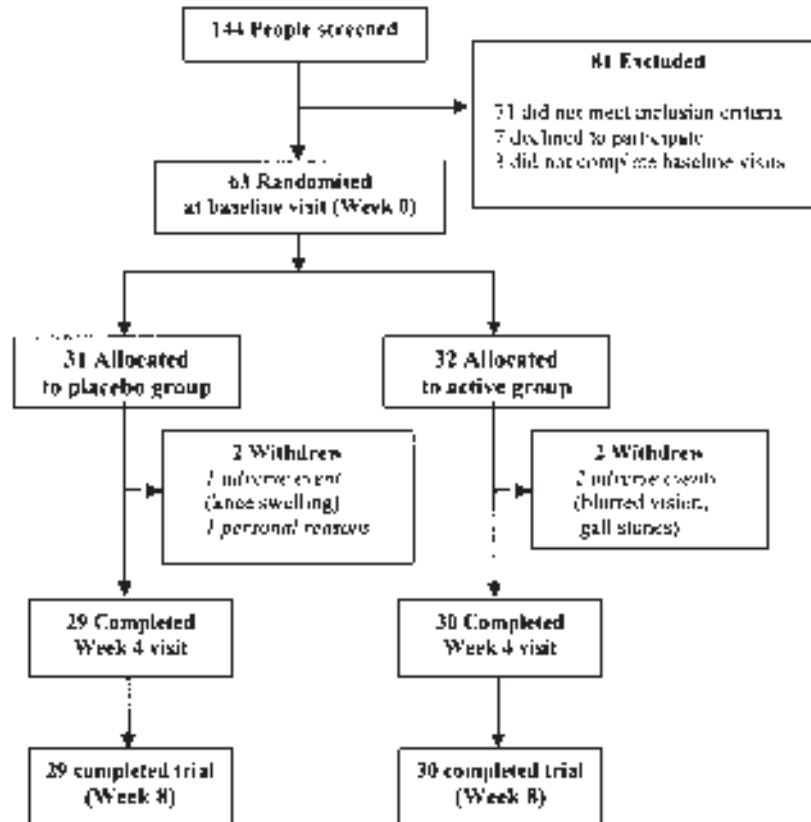 144 People screened
81 Excluded
71 did not meet inclusion criteria
7 declined to participate
3 did not complete baseline visits
63 Randomised
at baseline visit (Week 0)
31 Allocated
to placebo group
32 Allocated
to active group
2 Withdrew
1 adverse event
(knee swelling)
1 personal reasons
2 Withdrew
2 adverse events
(blurred vision,
gall stones)
29 Completed
Week 4 visit
30 Completed
Week 4 visit
29 completed trial
(Week 8)
30 completed trial
(Week 8)